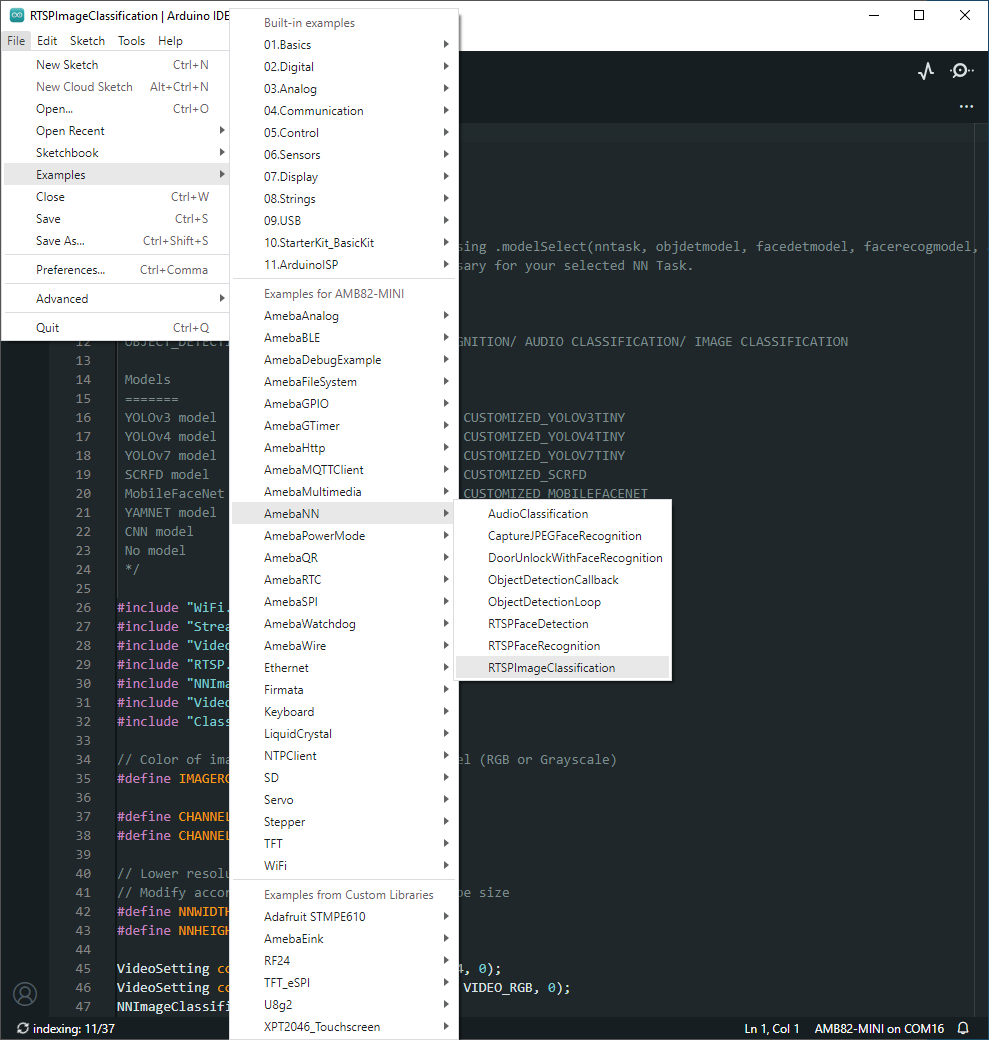 RTSPImageClassification | Arduino IDE
File Edit Sketch Tools Help
New Sketch Ctrl+N
New Cloud Sketch Alt+Ctrl+N
Open... Ctrl+O
Open Recent
Sketchbook
Examples
Close Ctrl+W
Save Ctrl+S
Save As... Ctrl+Shift+S
Preferences... Ctrl+Comma
Advanced
Quit Ctrl+Q
Built-in examples
01.Basics
02.Digital
03.Analog
04.Communication
05.Control
06.Sensors
07.Display
08.Strings
09.USB
10.StarterKit_BasicKit
11.ArduinoISP
Examples for AMB82-MINI
AmebaAnalog
AmebaBLE
AmebaDebugExample
AmebaFileSystem
AmebaGPIO
AmebaGTimer
AmebaHttp
AmebaMQTTClient
AmebaMultimedia
AmebaNN
AmebaPowerMode
AmebaQR
AmebaRTC
AmebaSPI
AmebaWatchdog
AmebaWire
Ethernet
Firmata
Keyboard
LiquidCrystal
NTPClient
SD
Servo
Stepper
TFT
WiFi
Examples from Custom Libraries
Adafruit STMPE610
AmebaEink
RF24
TFT_eSPI
U8g2
XPT2046_Touchscreen
AudioClassification
CaptureJPEGFaceRecognition
DoorUnlockWithFaceRecognition
ObjectDetectionCallback
ObjectDetectionLoop
RTSPFaceDetection
RTSPFaceRecognition
RTSPImageClassification
sing .modelSelect(nntask, objdetmodel, facedetmodel, facerecogmodel,
sary for your selected NN Task.
12 OBJECT_DETECTI GNITION/ AUDIO CLASSIFICATION/ IMAGE CLASSIFICATION
13
14 Models
15 =======
16 YOLOv3 model CUSTOMIZED_YOLOV3TINY
17 YOLOv4 model CUSTOMIZED_YOLOV4TINY
18 YOLOv7 model CUSTOMIZED_YOLOV7TINY
19 SCRFD model CUSTOMIZED_SCRFD
20 MobileFaceNet CUSTOMIZED_MOBILEFACENET
21 YAMNET model
22 CNN model
23 No model
24 */
25
26 #include "WiFi.
27 #include "Strea
28 #include "Video
29 #include "RTSP.
30 #include "NNIma
31 #include "Video
32 #include "Class
33
34 // Color of ima el (RGB or Grayscale)
35 #define IMAGERG
36
37 #define CHANNEL
38 #define CHANNEL
39
40 // Lower resolu
41 // Modify accor pe size
42 #define NNWIDTH
43 #define NNHEIGH
44
45 VideoSetting co 4, 0);
46 VideoSetting co VIDEO_RGB, 0);
47 NNImageClassifi
indexing: 11/37 Ln 1, Col 1 AMB82-MINI on COM16